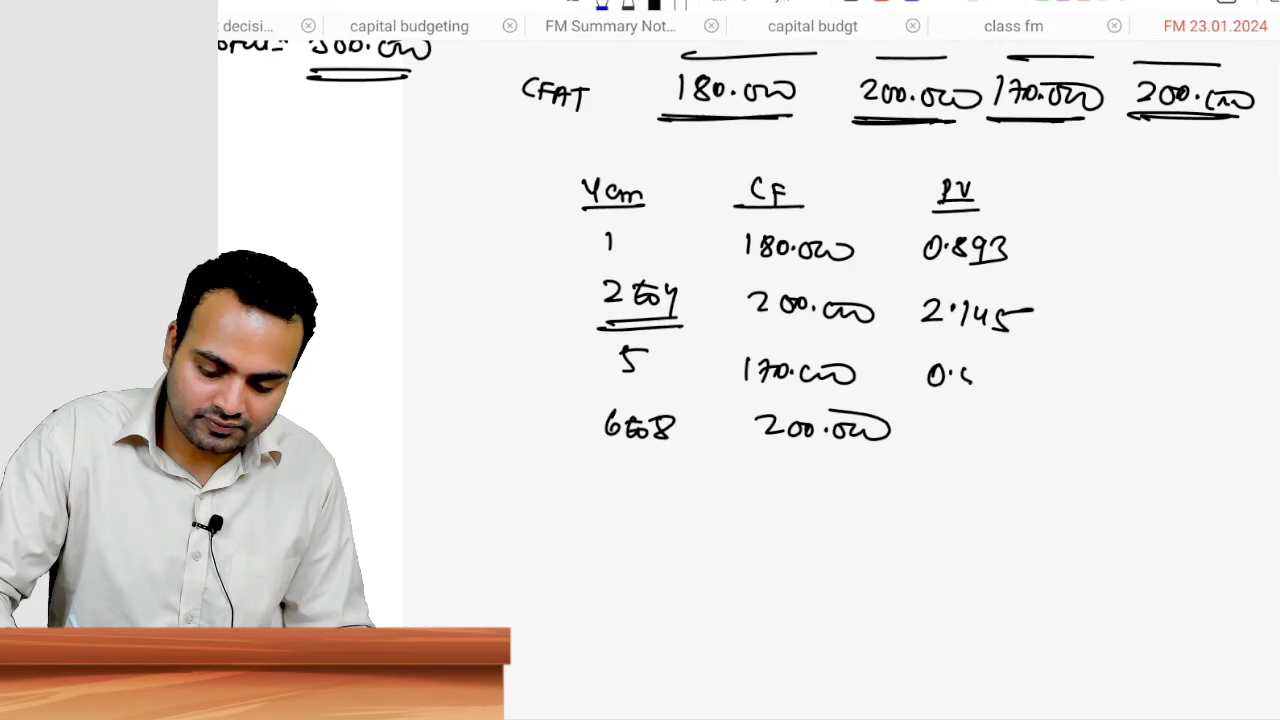 decisi...
capital budgeting
FM Summary Not...
capital budgt
class fm
FM 23.01.2024
CFAT 180.000 200.000 170.000 200.000
Year CF PV
1 180.000 0.893
2 to 4 200.000 2.145
5 170.000 0.
6 to 8 200.000